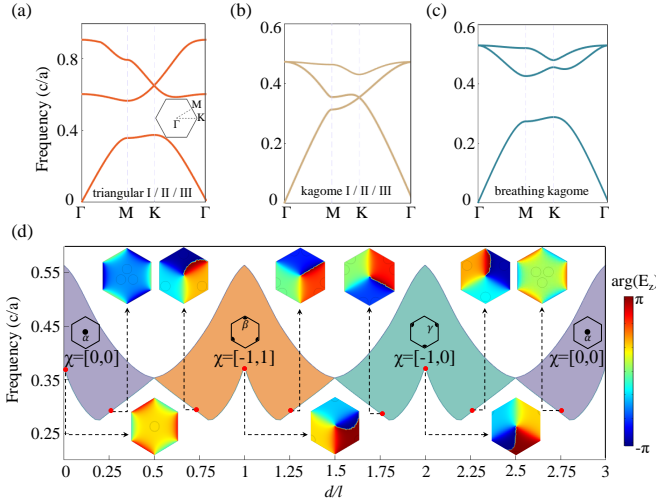 (a) (b) (c)
Frequency (c/a)
0.8
0.4
0
M
Γ K
triangular I / II / III
Γ M K Γ
0.6
0.4
0.2
0
kagome I / II / III
Γ M K Γ
0.4
0.2
0
breathing kagome
Γ M K Γ
(d)
Frequency (c/a)
0.55
0.45
0.35
0.25
α β γ α
χ=[0,0] χ=[-1,1] χ=[-1,0] χ=[0,0]
0 0.25 0.5 0.75 1 1.25 1.5 1.75 2 2.25 2.5 2.75 3
d/l
arg(E_z)
π
-π